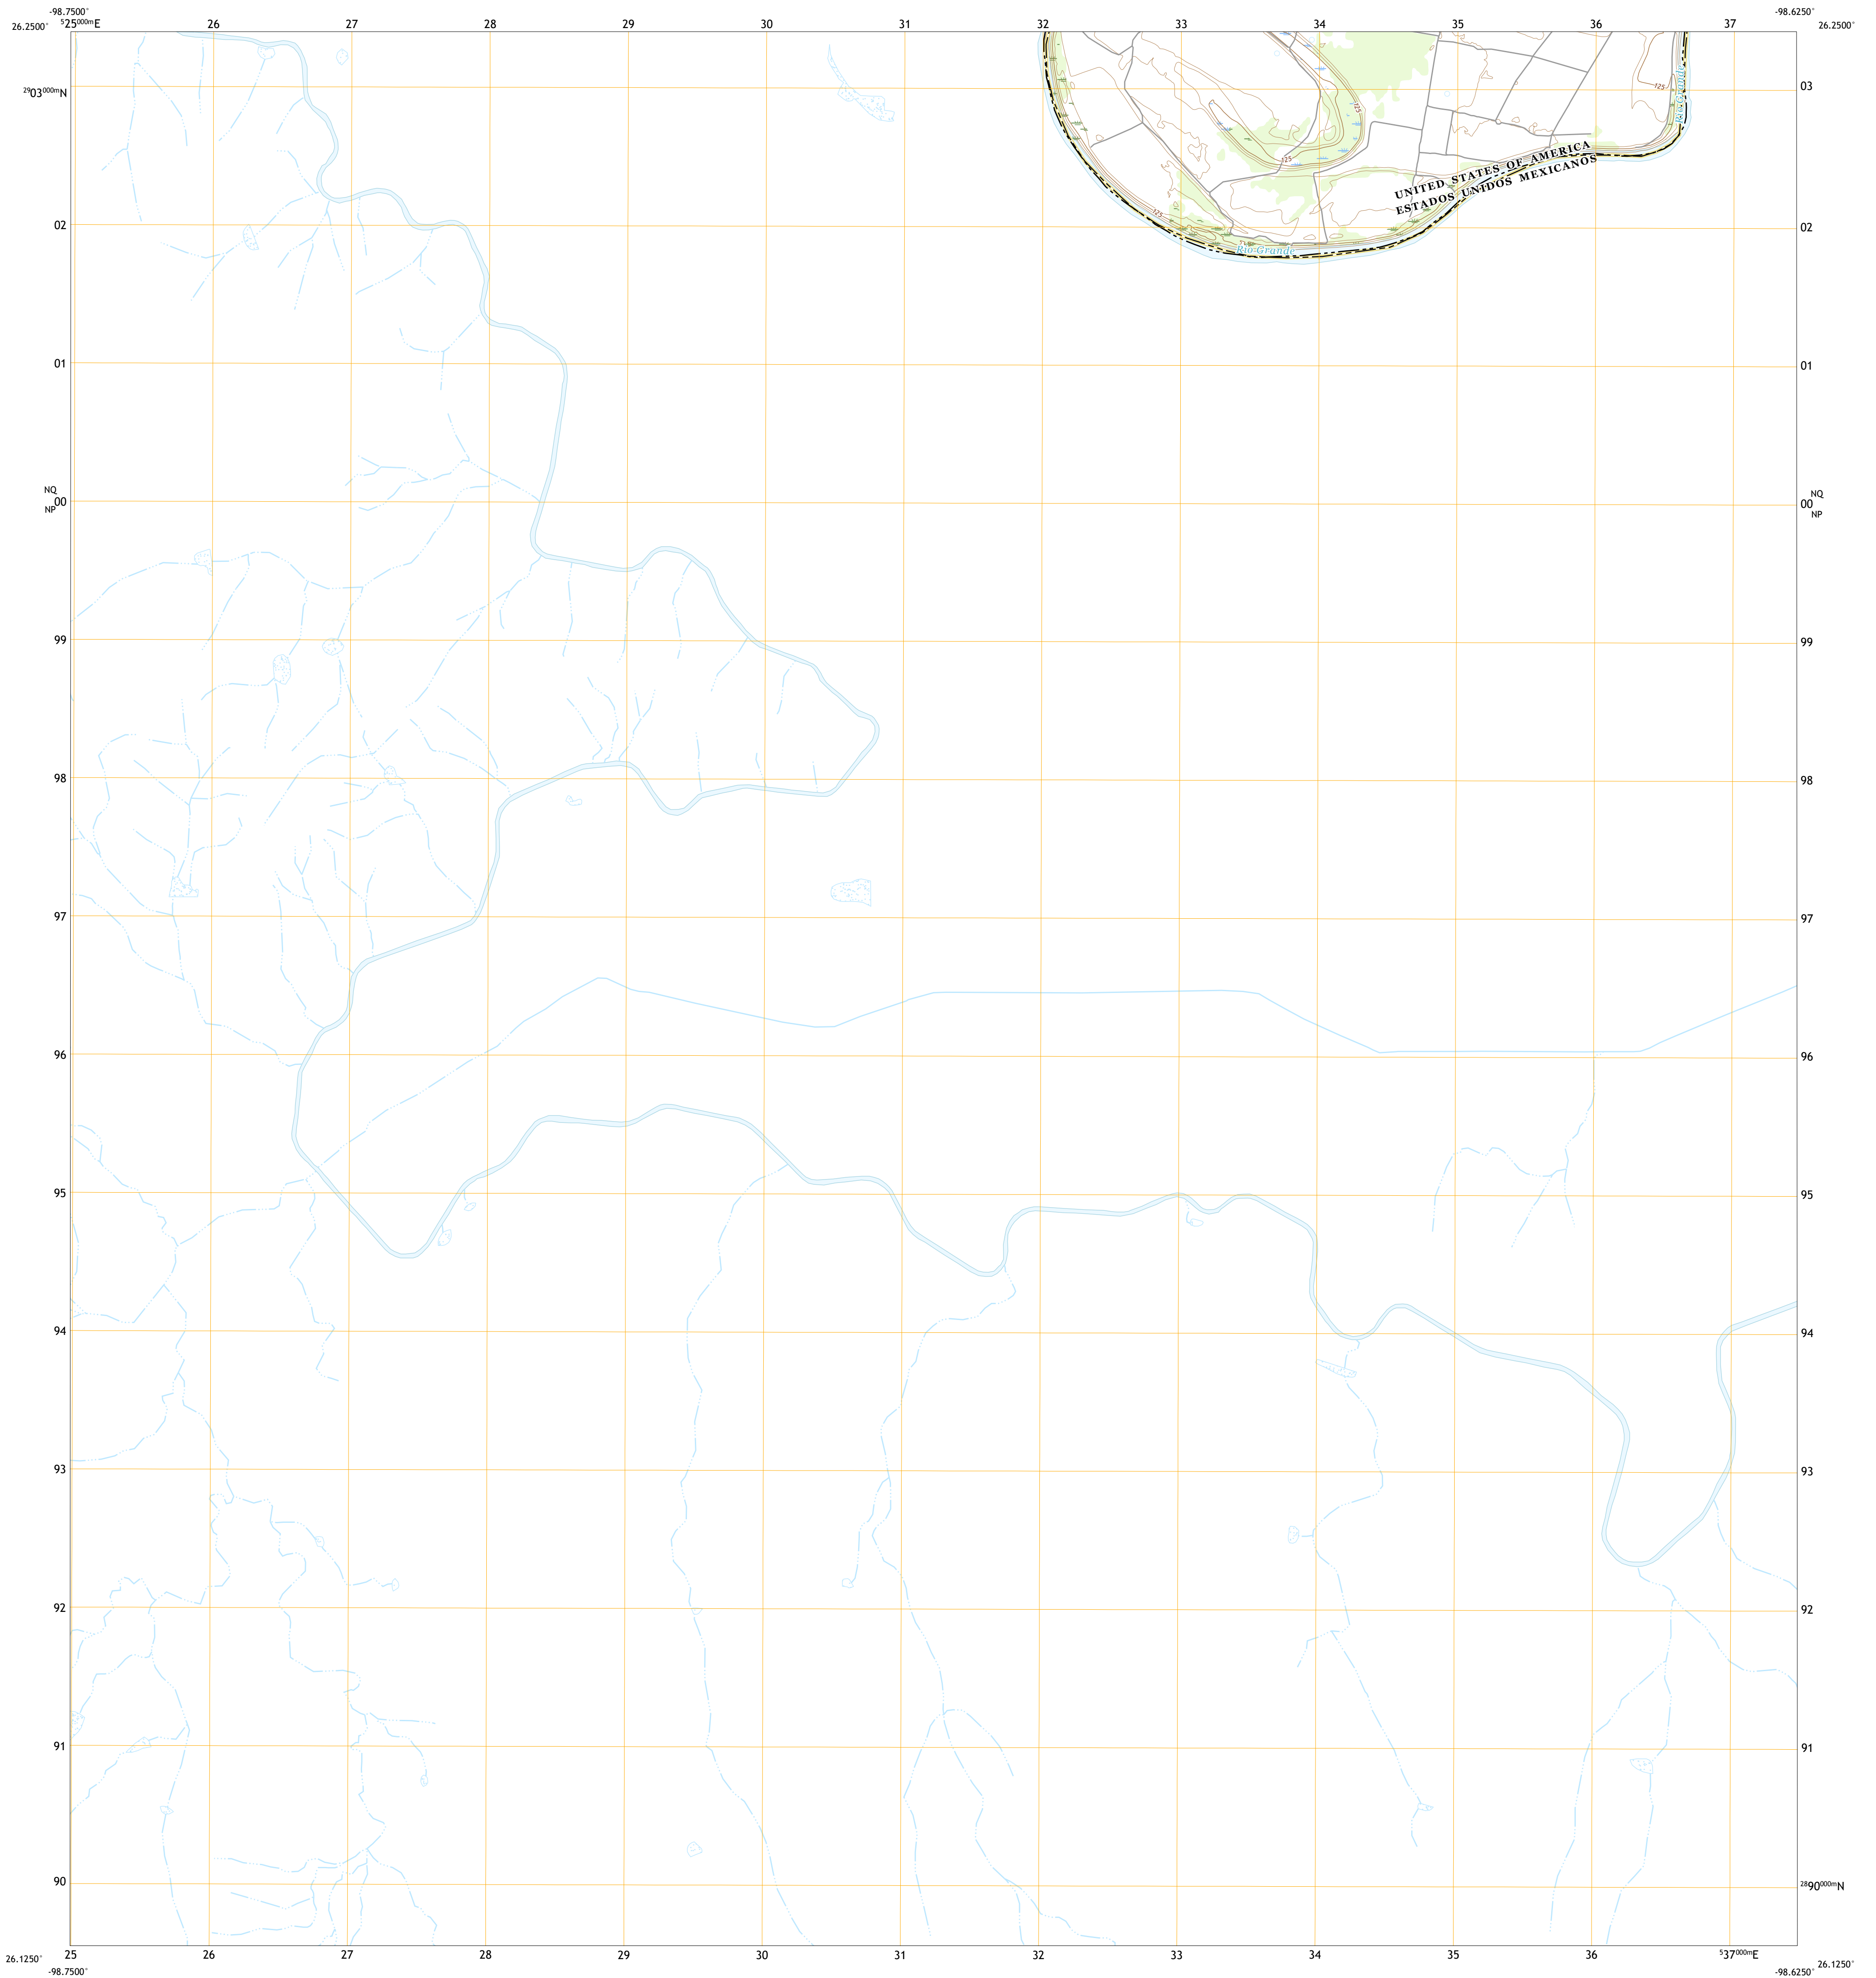 -98.7500° -98.6250°
26.2500° ⁵25⁰⁰⁰ᵐE 26 27 28 29 30 31 32 33 34 35 36 37 26.2500°
²⁹03⁰⁰⁰ᵐN 125 Rio Grande 125 03
125
UNITED STATES OF AMERICA
ESTADOS UNIDOS MEXICANOS
125
02 02
Rio Grande
01 01
NQ NQ
00 00
NP NP
99 99
98 98
97 97
96 96
95 95
94 94
93 93
92 92
91 91
90 ²⁸90⁰⁰⁰ᵐN
25 26 27 28 29 30 31 32 33 34 35 36 ⁵37⁰⁰⁰ᵐE
26.1250° 26.1250°
-98.7500° -98.6250°